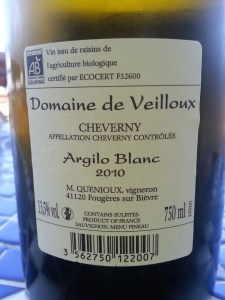 Vin issu de raisins de
l'agriculture biologique
certifié par ECOCERT F32600
AB
Domaine de Veilloux
CHEVERNY
APPELLATION CHEVERNY CONTRÔLÉE
Argilo Blanc
2010
M. QUENIOUX, vigneron
41120 Fougères sur Bièvre
13,5% vol
CONTAINS SULFITES
PRODUCT OF FRANCE
SAUVIGNON, MENU PINEAU
750 ml
3 562750 122007